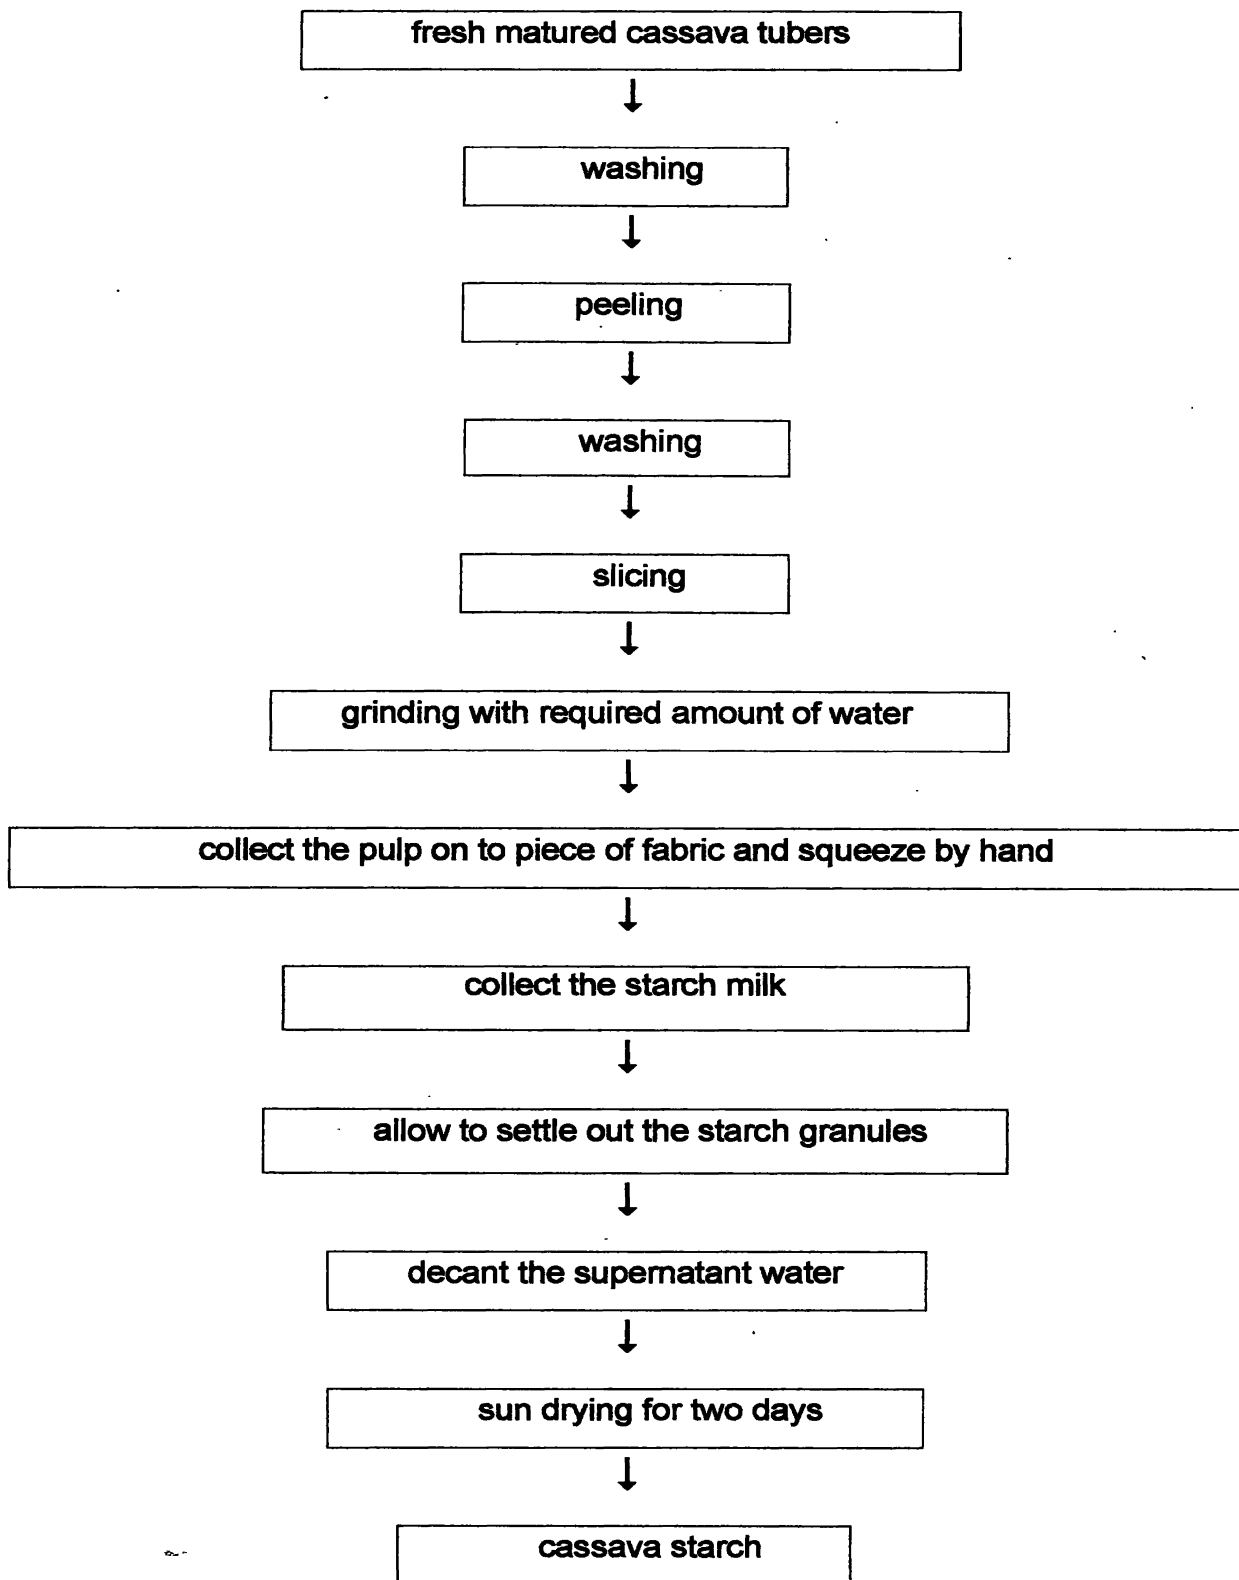 fresh matured cassava tubers
washing
peeling
washing
slicing
grinding with required amount of water
collect the pulp on to piece of fabric and squeeze by hand
collect the starch milk
allow to settle out the starch granules
decant the supernatant water
sun drying for two days
cassava starch